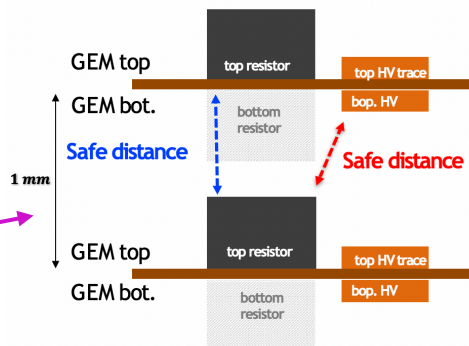 GEM top
top resistor
top HV trace
GEM bot.
bottom
resistor
bop. HV
Safe distance
Safe distance
1 mm
GEM top
top resistor
top HV trace
GEM bot.
bottom
resistor
bop. HV